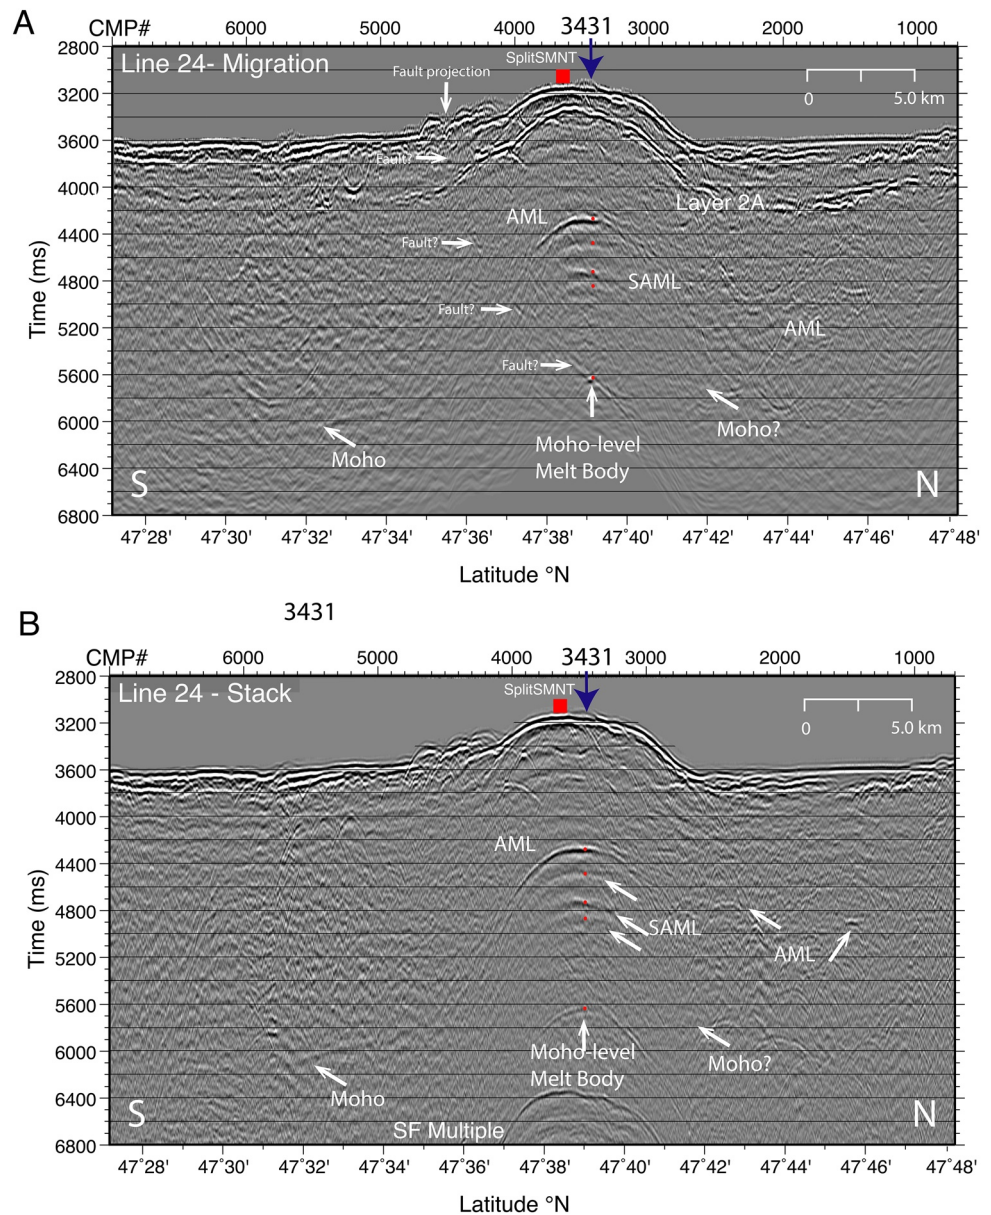 A
CMP# 6000 5000 4000 3431 3000 2000 1000
2800
Line 24- Migration
SplitSMNT
Fault projection
0 5.0 km
3200
3600
Fault?
4000
Layer 2A
AML
4400
Fault?
4800
SAML
Fault?
5200
AML
Time (ms)
Fault?
5600
6000
Moho?
Moho-level
Moho
Melt Body
6400
S N
6800
47°28' 47°30' 47°32' 47°34' 47°36' 47°38' 47°40' 47°42' 47°44' 47°46' 47°48'
Latitude °N
3431
B
CMP# 6000 5000 4000 3431 3000 2000 1000
2800
Line 24 - Stack
SplitSMNT
0 5.0 km
3200
3600
4000
AML
4400
4800
SAML
AML
5200
Time (ms)
5600
6000
Moho-level
Moho?
Melt Body
Moho
6400
S N
SF Multiple
6800
47°28' 47°30' 47°32' 47°34' 47°36' 47°38' 47°40' 47°42' 47°44' 47°46' 47°48'
Latitude °N